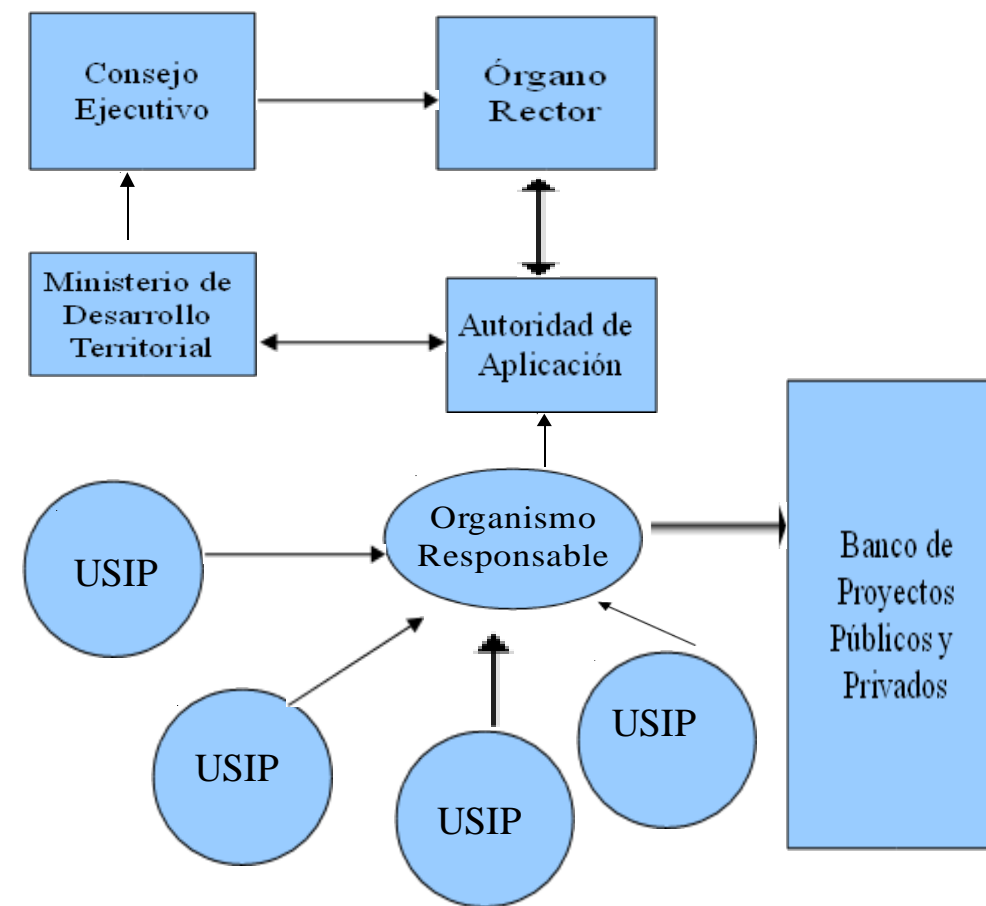 Consejo
Ejecutivo
Órgano
Rector
Ministerio de
Desarrollo
Territorial
Autoridad de
Aplicación
Organismo
Responsable
USIP
USIP
USIP
USIP
Banco de
Proyectos
Públicos y
Privados